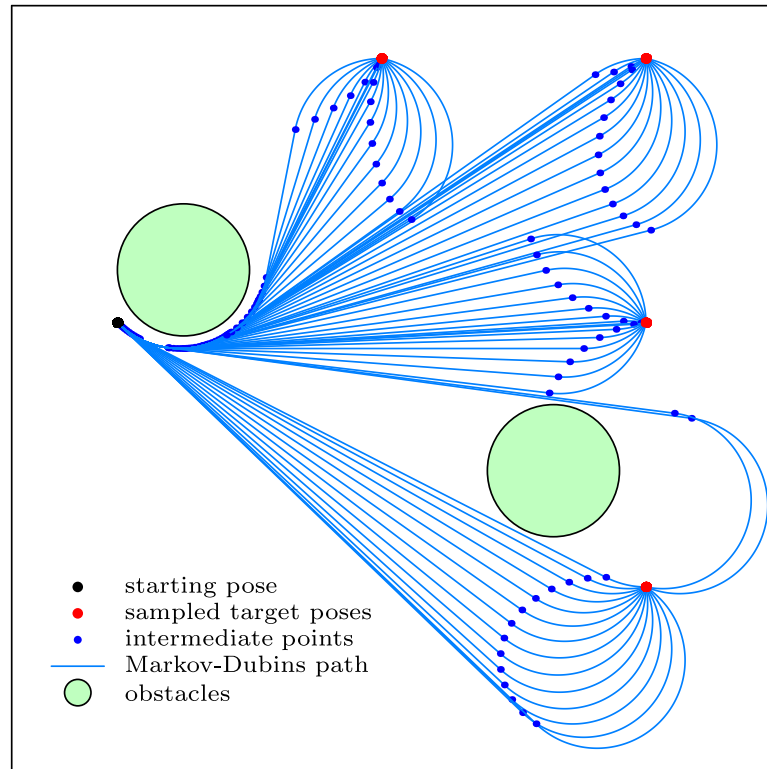 starting pose
sampled target poses
intermediate points
Markov-Dubins path
obstacles